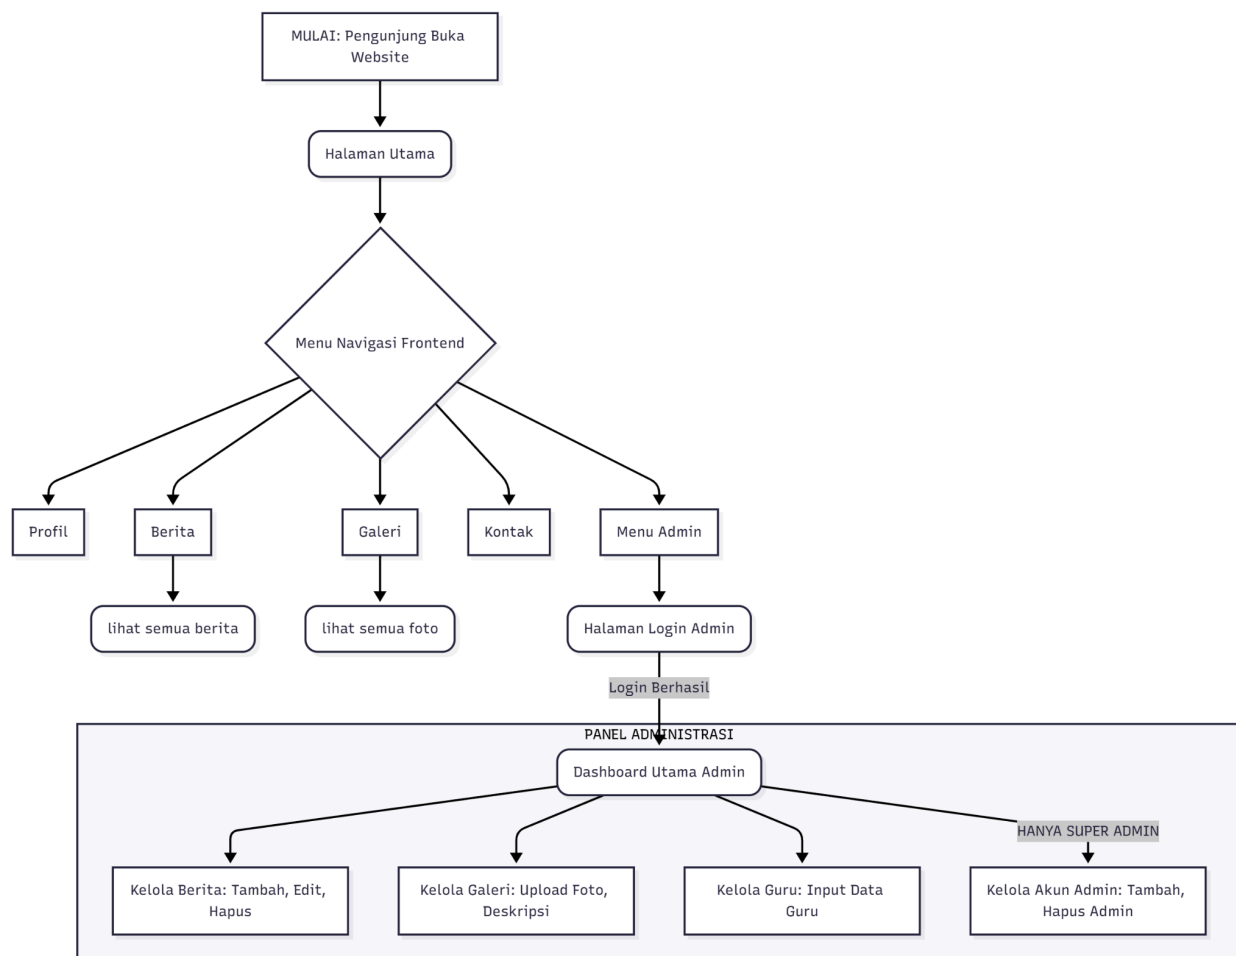 MULAI: Pengunjung Buka
Website
Halaman Utama
Menu Navigasi Frontend
Profil
Berita
Galeri
Kontak
Menu Admin
lihat semua berita
lihat semua foto
Halaman Login Admin
Login Berhasil
PANEL ADMINISTRASI
Dashboard Utama Admin
HANYA SUPER ADMIN
Kelola Berita: Tambah, Edit,
Hapus
Kelola Galeri: Upload Foto,
Deskripsi
Kelola Guru: Input Data
Guru
Kelola Akun Admin: Tambah,
Hapus Admin